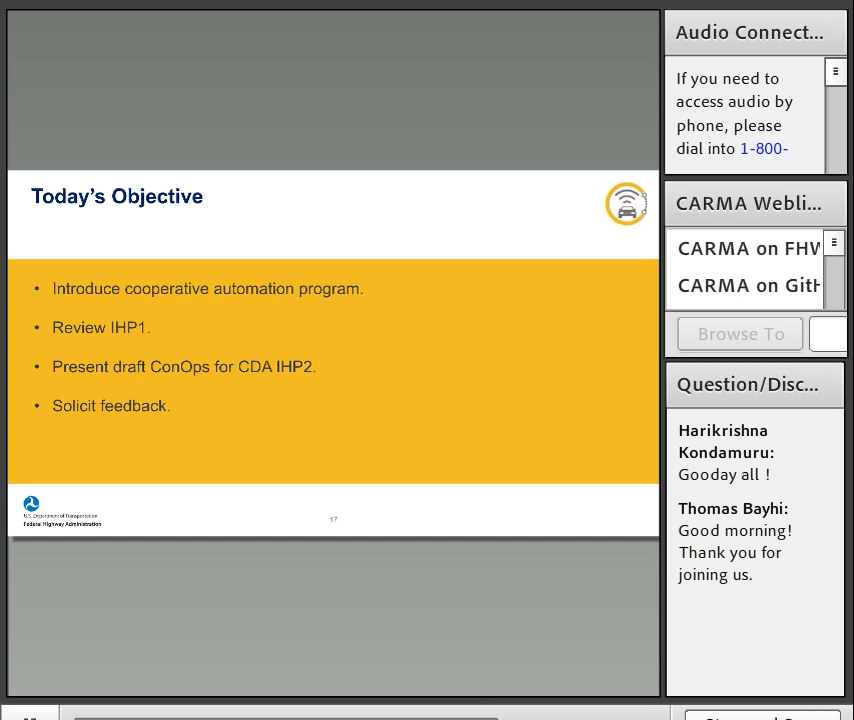 Today's Objective
• Introduce cooperative automation program.
• Review IHP1.
• Present draft ConOps for CDA IHP2.
• Solicit feedback.
U.S. Department of Transportation
Federal Highway Administration
17
Audio Connect...
If you need to
access audio by
phone, please
dial into 1-800-
CARMA Webli...
CARMA on FHW
CARMA on GitH
Browse To
Question/Disc...
Harikrishna
Kondamuru:
Gooday all !
Thomas Bayhi:
Good morning!
Thank you for
joining us.